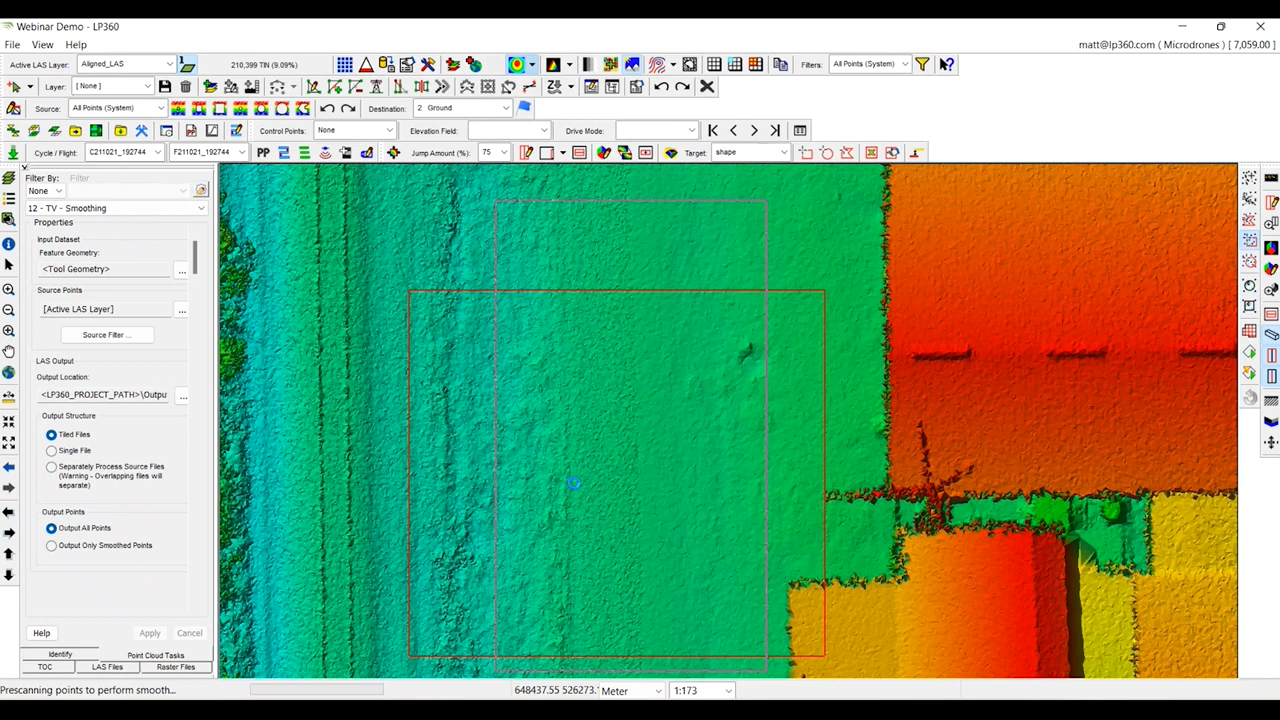 Webinar Demo - LP360
File View Help
matt@lp360.com ( Microdrones ) [ 7,059.00 ]
Active LAS Layer: Aligned_LAS 210,399 TIN (9.09%) Filters: All Points (System)
Layer: [ None ]
Source: All Points (System) Destination: 2 Ground
Control Points: None Elevation Field: Drive Mode:
Cycle / Flight: C211021_192744 F211021_192744 PP Jump Amount (%): 75 Target: shape
Filter By: Filter
None
12 - TV - Smoothing
Properties
Input Dataset
Feature Geometry:
<Tool Geometry> ...
Source Points
[Active LAS Layer] ...
Source Filter ...
LAS Output
Output Location:
<LP360_PROJECT_PATH>\Outpu ...
Output Structure
Tiled Files
Single File
Separately Process Source Files
(Warning - Overlapping files will
separate)
Output Points
Output All Points
Output Only Smoothed Points
Help Apply Cancel
Identify Point Cloud Tasks
TOC LAS Files Raster Files
Prescanning points to perform smooth... 648437.55 526273. Meter 1:173